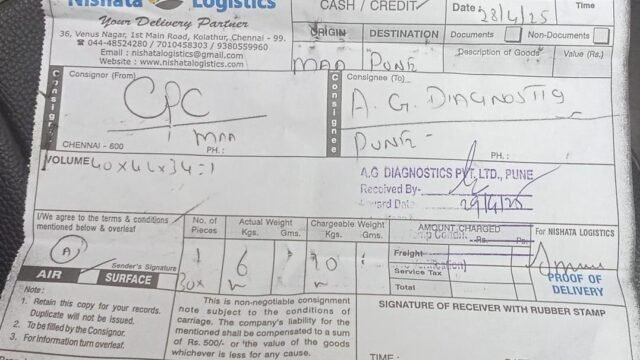 Nishata Logistics
Your Delivery Partner
36, Venus Nagar, 1st Main Road, Kolathur, Chennai - 99.
☎ 044-48524280 / 7010458303 / 9380559960
Email : nishatalogistics@gmail.com
Website : www.nishatalogistics.com
CASH / CREDIT
Date 28/4/25
Time
ORIGIN
DESTINATION
Documents
Non-Documents
MAA
PUNE
Description of Goods
Value (Rs.)
Consignor
Consignor (From)
CPC
MAA
CHENNAI - 600
PH. :
Consignee
Consignee (To)
A. G. DIAGNOSTIS
PUNE
PH. :
VOLUME 40x42x34=1
A.G DIAGNOSTICS PVT. LTD., PUNE
Received By-
29/4/25
I/We agree to the terms & conditions
mentioned below & overleaf
Sender's Signature
AIR
SURFACE
No. of Pieces
Actual Weight
Kgs.
Gms.
Chargeable Weight
Kgs.
Gms.
1
Box
6
10
AMOUNT CHARGED
Rs.
Ps.
Freight
Service Tax
Total
For NISHATA LOGISTICS
PROOF OF
DELIVERY
Note :
1. Retain this copy for your records.
Duplicate will not be issued.
2. To be filled by the Consignor.
3. For information turn overleaf.
This is non-negotiable consignment
note subject to the conditions of
carriage. The company's liability for
the mentioned shall be compensated to a sum
of Rs. 500/- or the value of the goods
whichever is less for any cause.
SIGNATURE OF RECEIVER WITH RUBBER STAMP
TIME :